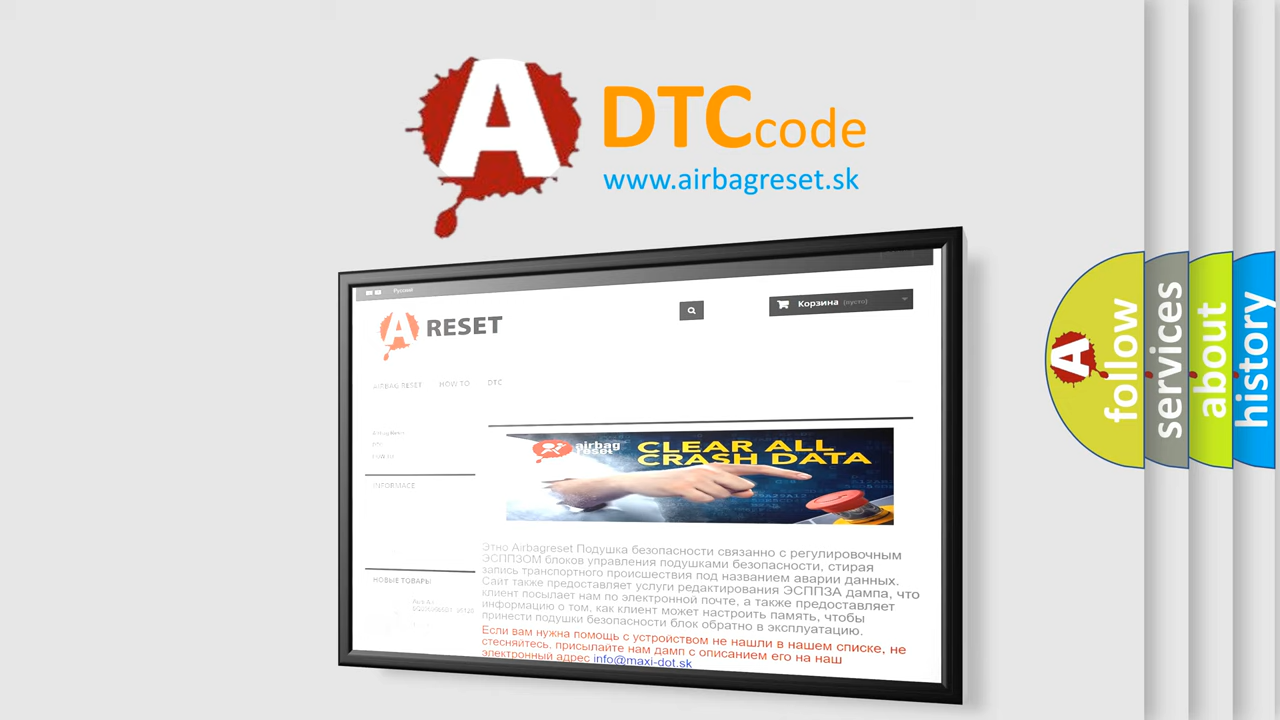 A
DTCcode
www.airbagreset.sk
Русский
A RESET
Корзина (пусто)
AIRBAG RESET HOW TO DTC
INFORMACE
НОВЫЕ ТОВАРЫ
airbag
reset
CLEAR ALL
CRASH DATA
Этно Airbagreset Подушка безопасности связанно с регулировочным
ЭСППЗОМ блоков управления подушками безопасности, стирая
запись транспортного происшествия под названием аварии данных.
Сайт также предоставляет услуги редактирования ЭСППЗА дампа, что
клиент посылает нам по электронной почте, а также предоставляет
информацию о том, как клиент может настроить память, чтобы
принести подушки безопасности блок обратно в эксплуатацию.
Если вам нужна помощь с устройством не нашли в нашем списке, не
стесняйтесь, присылайте нам дамп с описанием его на наш
электронный адрес info@maxi-dot.sk
A
follow
services
about
history